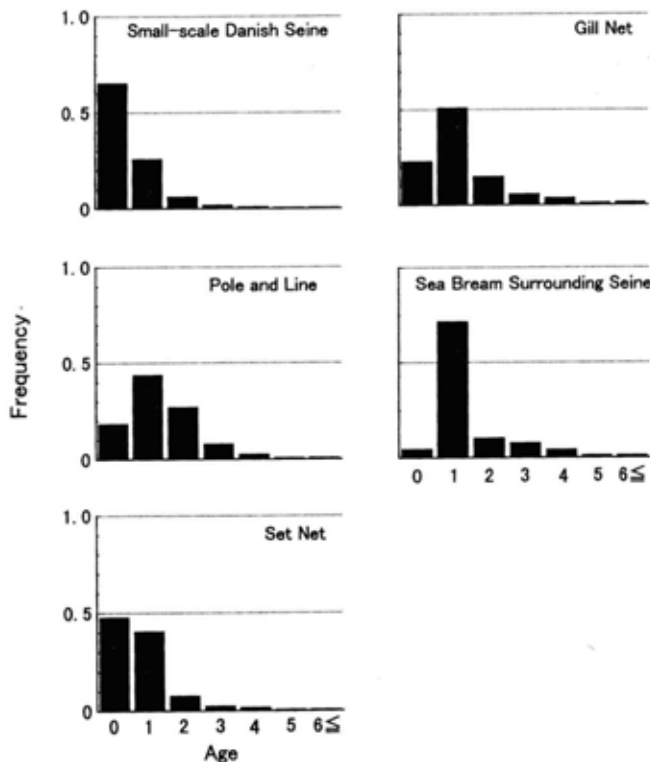 1.0
Small-scale Danish Seine
0.5
0
Gill Net
1.0
Pole and Line
0.5
0
Sea Bream Surrounding Seine
0 1 2 3 4 5 6≦
Frequency
1.0
Set Net
0.5
0
0 1 2 3 4 5 6≦
Age